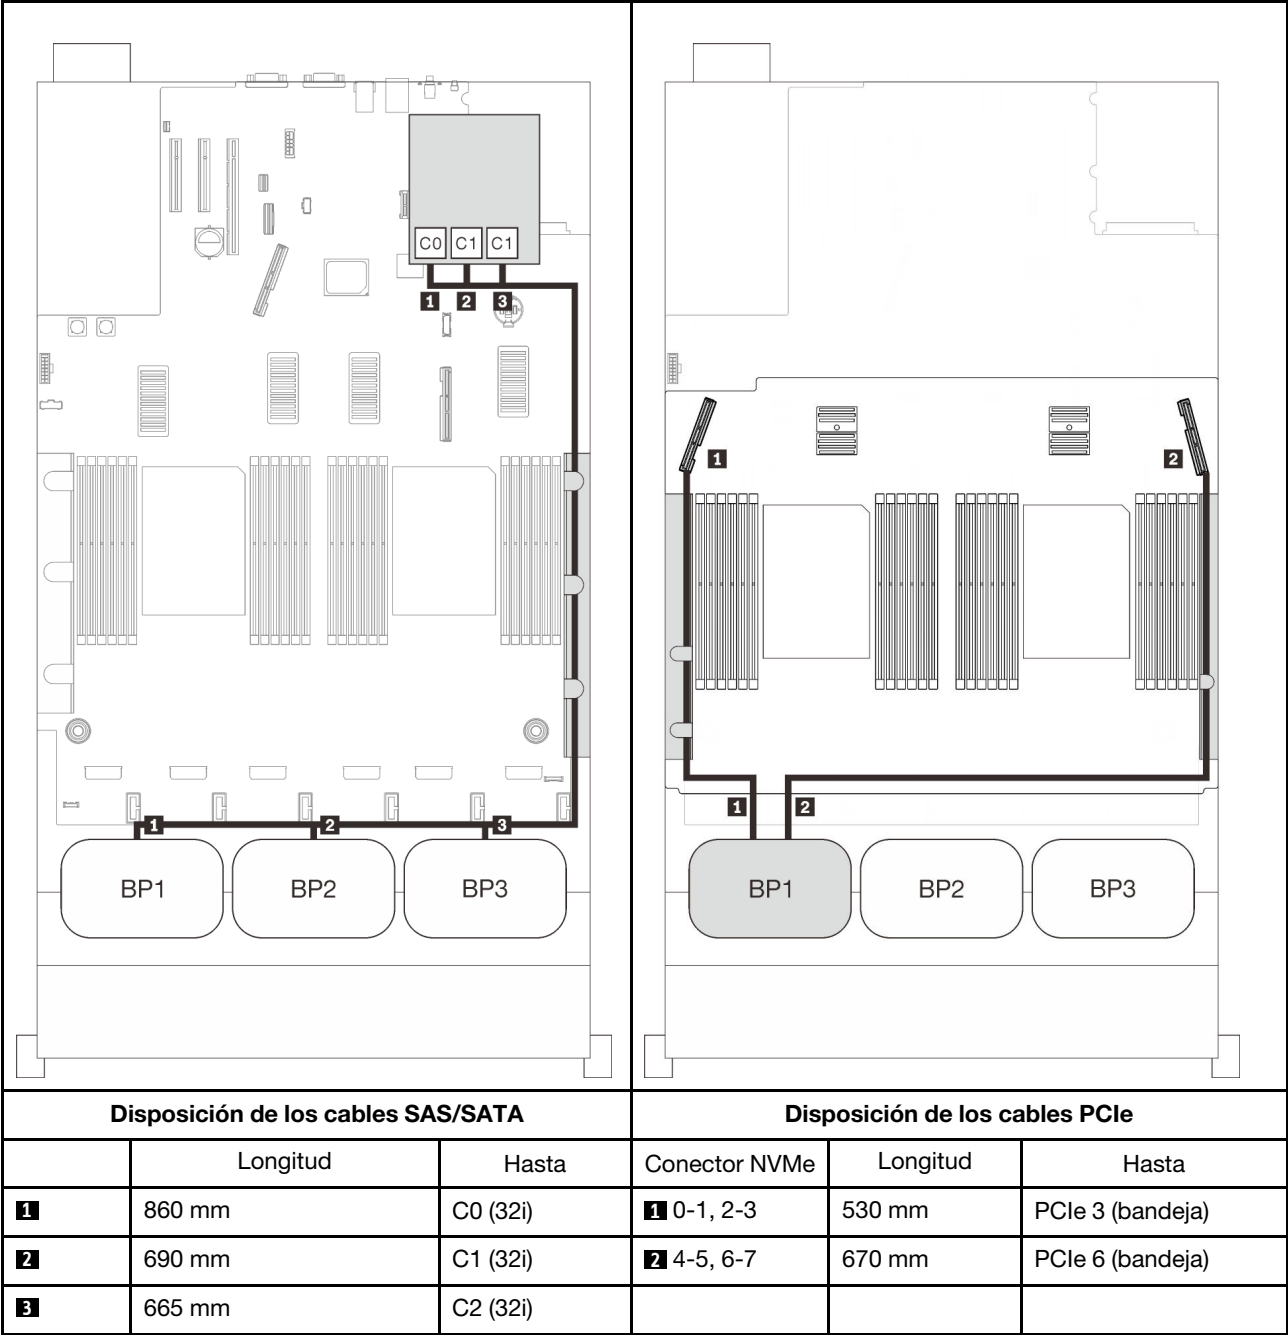 C0 C1 C1
1 2 3
1 2 3
BP1 BP2 BP3
1 2
1 2
BP1 BP2 BP3
Disposición de los cables SAS/SATA
Longitud Hasta
1 860 mm C0 (32i)
2 690 mm C1 (32i)
3 665 mm C2 (32i)
Disposición de los cables PCIe
Conector NVMe Longitud Hasta
1 0-1, 2-3 530 mm PCIe 3 (bandeja)
2 4-5, 6-7 670 mm PCIe 6 (bandeja)